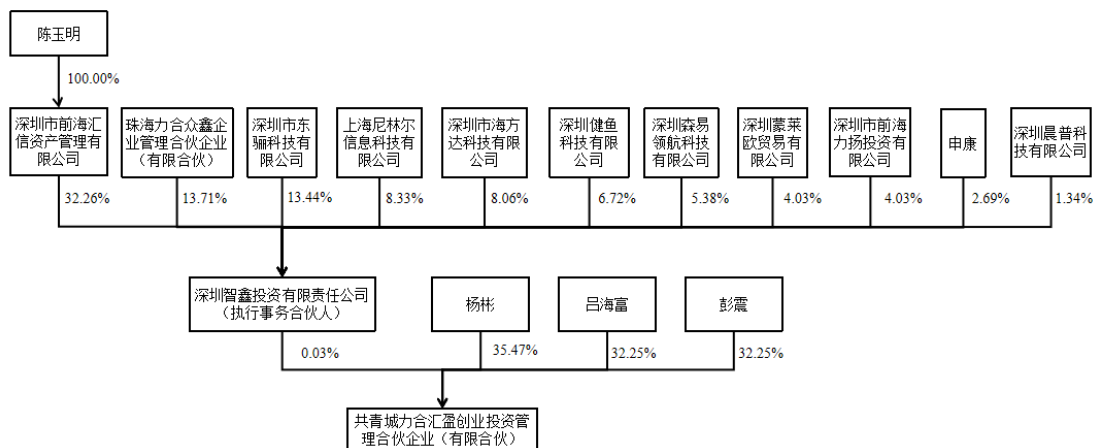 陈玉明
100.00%
深圳市前海汇
信资产管理有
限公司
珠海力合众鑫企
业管理合伙企业
（有限合伙）
深圳市东
骊科技有
限公司
上海尼林尔
信息科技有
限公司
深圳市海方
达科技有限
公司
深圳健鱼
科技有限
公司
深圳森易
领航科技
有限公司
深圳蒙莱
欧贸易有
限公司
深圳市前海
力扬投资有
限公司
申康
深圳晨普科
技有限公司
32.26%
13.71%
13.44%
8.33%
8.06%
6.72%
5.38%
4.03%
4.03%
2.69%
1.34%
深圳智鑫投资有限责任公司
（执行事务合伙人）
杨彬
吕海富
彭震
0.03%
35.47%
32.25%
32.25%
共青城力合汇盈创业投资管
理合伙企业（有限合伙）